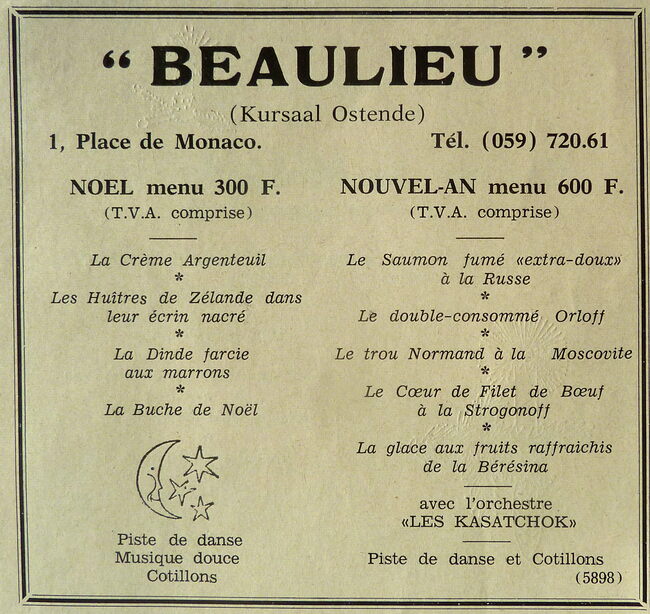 “ BEAULIEU ”
(Kursaal Ostende)
1, Place de Monaco.
Tél. (059) 720.61
NOEL menu 300 F.
(T.V.A. comprise)
La Crème Argenteuil
*
Les Huîtres de Zélande dans
leur écrin nacré
*
La Dinde farcie
aux marrons
*
La Buche de Noël
Piste de danse
Musique douce
Cotillons
NOUVEL-AN menu 600 F.
(T.V.A. comprise)
Le Saumon fumé «extra-doux»
à la Russe
*
Le double-consommé Orloff
*
Le trou Normand à la Moscovite
*
Le Cœur de Filet de Bœuf
à la Strogonoff
*
La glace aux fruits raffraichis
de la Bérésina
avec l'orchestre
«LES KASATCHOK»
Piste de danse et Cotillons
(5898)